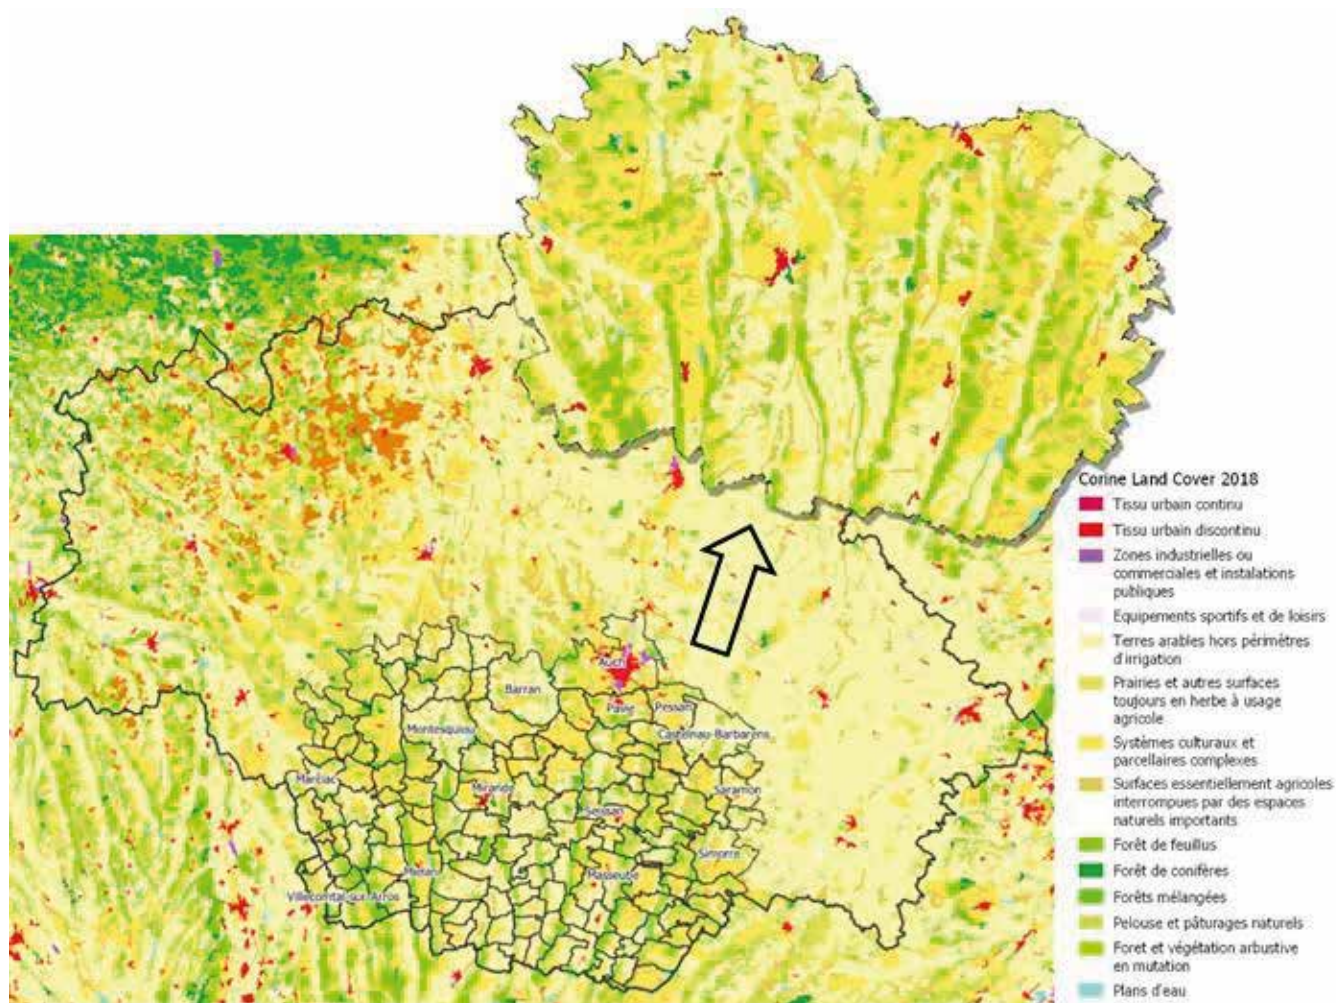 Auch
Barran
Pavie
Pessan
Montesquiou
Castelnau-Barbarens
Marciac
Mirande
Saramon
Seissan
Simorre
Miélan
Masseube
Villecomtal-sur-Arros
Corine Land Cover 2018
Tissu urbain continu
Tissu urbain discontinu
Zones industrielles ou
commerciales et instalations
publiques
Equipements sportifs et de loisirs
Terres arables hors périmètres
d'irrigation
Prairies et autres surfaces
toujours en herbe à usage
agricole
Systèmes culturaux et
parcellaires complexes
Surfaces essentiellement agricoles
interrompues par des espaces
naturels importants
Forêt de feuillus
Forêt de conifères
Forêts mélangées
Pelouse et pâturages naturels
Foret et végétation arbustive
en mutation
Plans d'eau